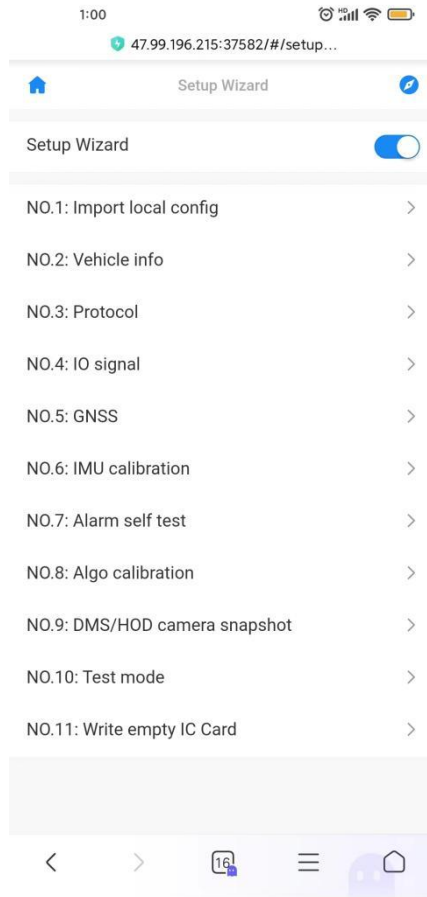 1:00
HD
47.99.196.215:37582/#/setup...
Setup Wizard
Setup Wizard
NO.1: Import local config
NO.2: Vehicle info
NO.3: Protocol
NO.4: IO signal
NO.5: GNSS
NO.6: IMU calibration
NO.7: Alarm self test
NO.8: Algo calibration
NO.9: DMS/HOD camera snapshot
NO.10: Test mode
NO.11: Write empty IC Card
16